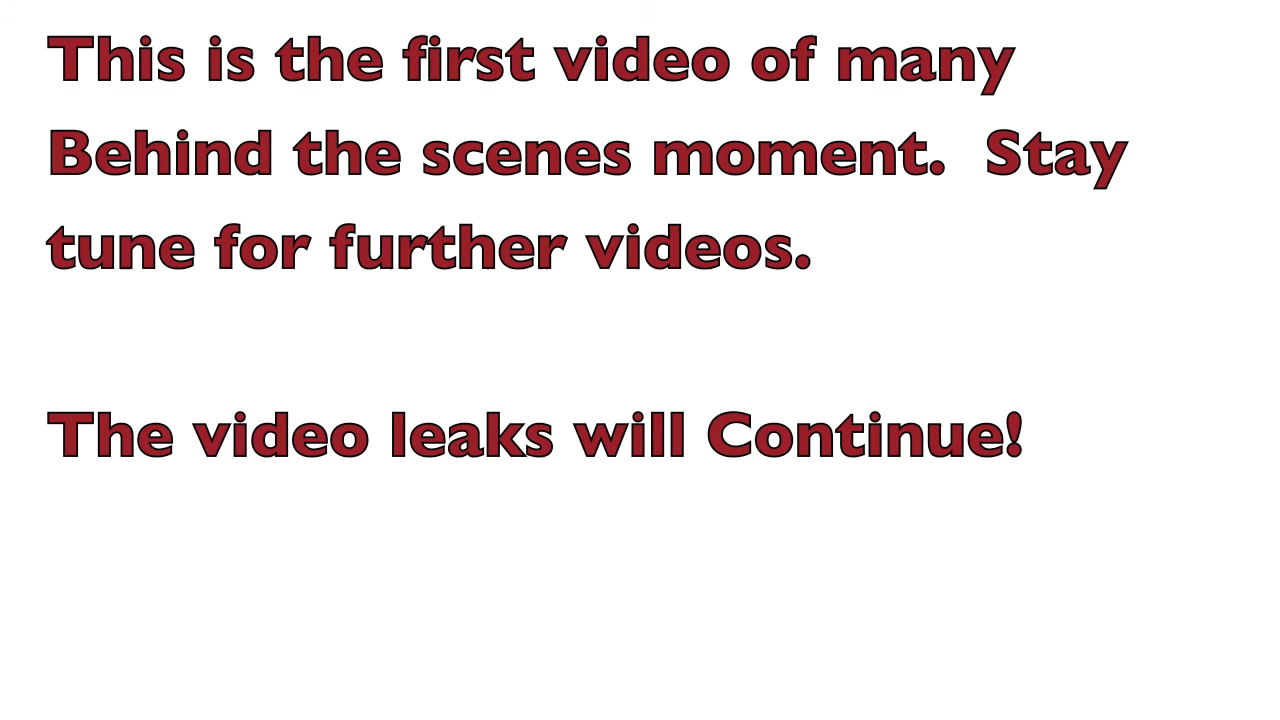 This is the first video of many
Behind the scenes moment.  Stay
tune for further videos.
The video leaks will Continue!